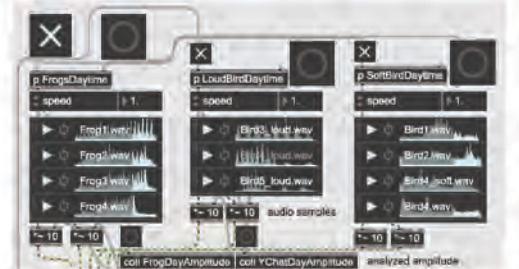 p FrogsDaytime
speed 1.
Frog1.wav
Frog2.wav
Frog3.wav
Frog4.wav
*~ 10 *~ 10
p LoudBirdDaytime
speed 1.
Bird3_loud.wav
loud.wav
Bird5_loud.wav
*~ 10 *~ 10 audio samples
p SoftBirdDaytime
speed 1.
Bird1.wav
Bird2.wav
Bird4_soft.wav
Bird4.wav
*~ 10 *~ 10
coll FrogDayAmplitude coll YChatDayAmplitude analyzed amplitude